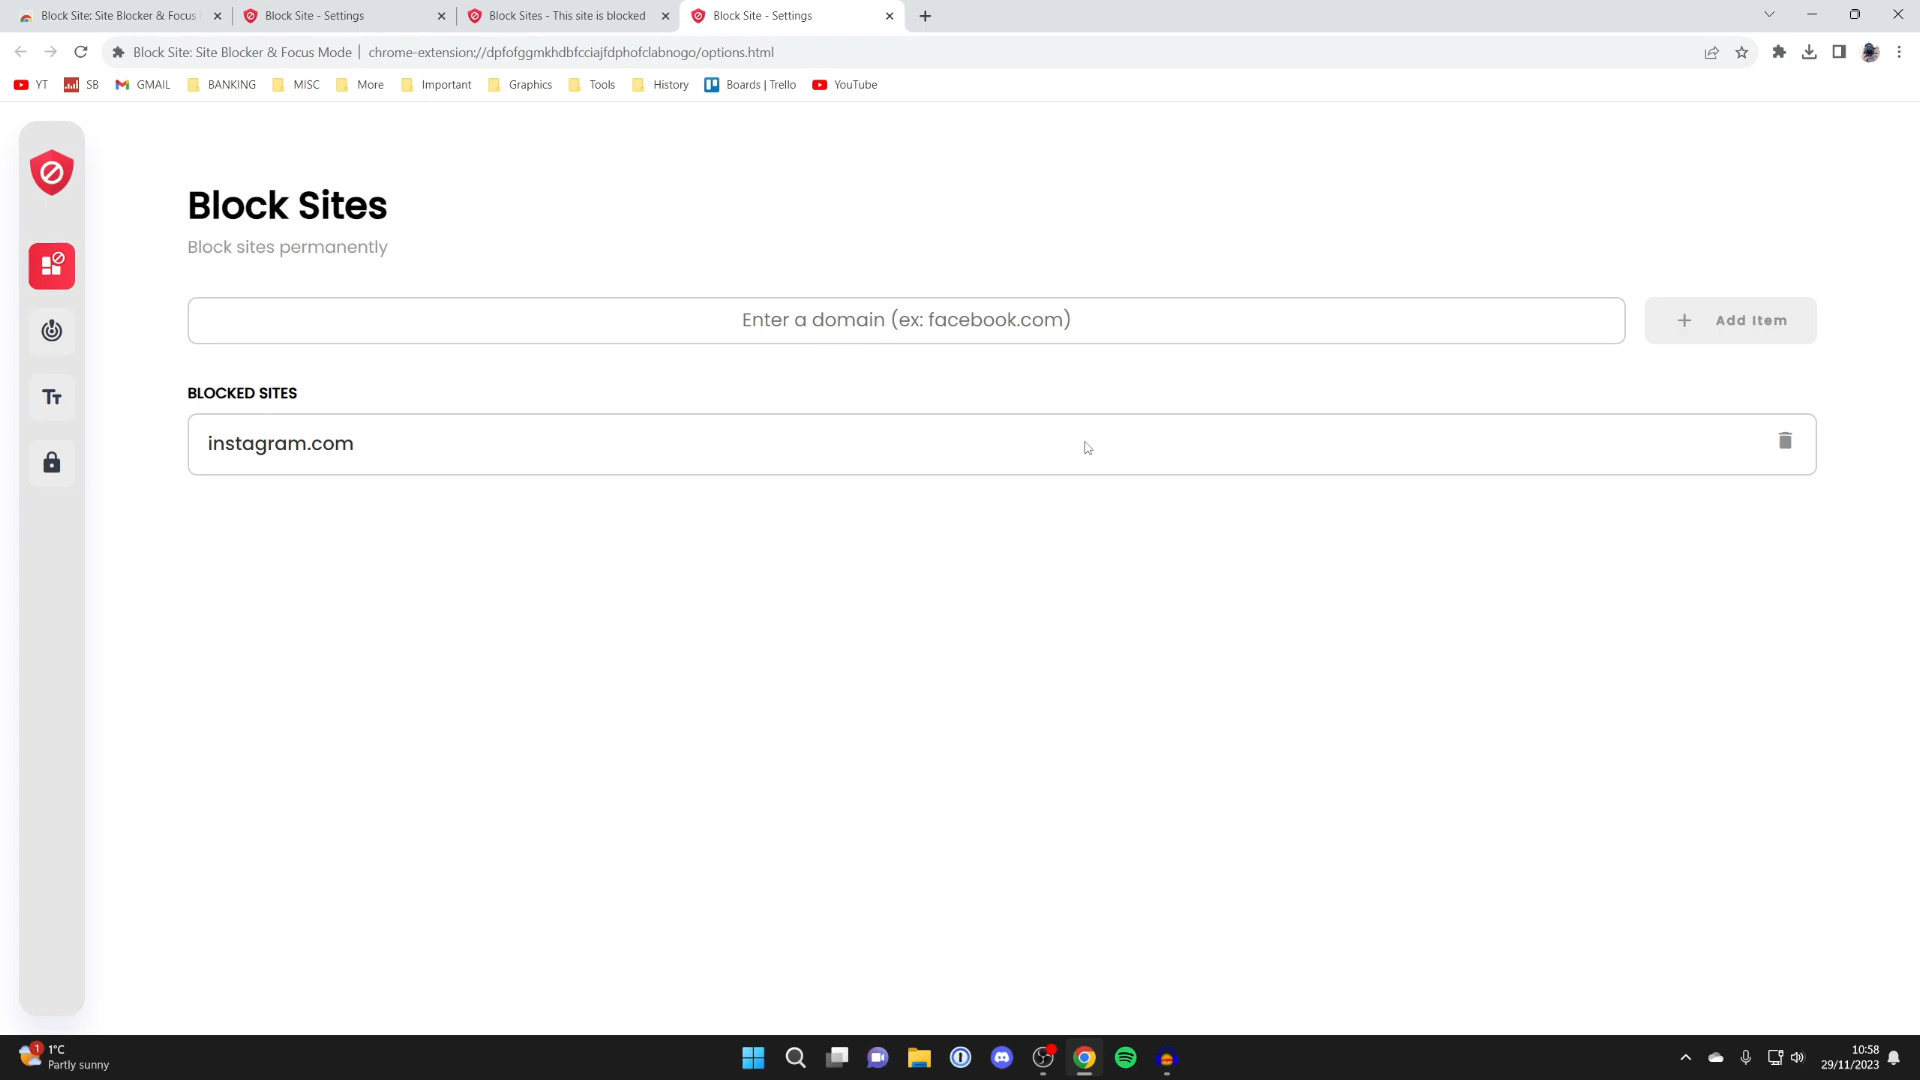 Block Site: Site Blocker & Focus
Block Site - Settings
Block Sites - This site is blocked
Block Site - Settings
Block Site: Site Blocker & Focus Mode | chrome-extension://dpfofggmkhdbfcciajfdphofclabnogo/options.html
YT
SB
GMAIL
BANKING
MISC
More
Important
Graphics
Tools
History
Boards | Trello
YouTube
Block Sites
Block sites permanently
Enter a domain (ex: facebook.com)
+ Add Item
BLOCKED SITES
instagram.com
TT
1
1°C
Partly sunny
10:58
29/11/2023